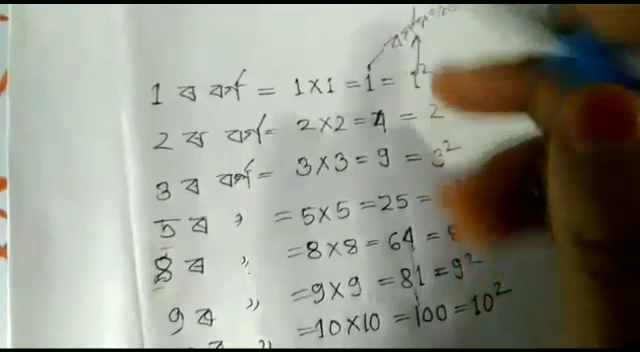 1 ৰ বৰ্গ = 1×1 = 1 = 1²
2 ৰ বৰ্গ = 2×2 = 4 = 2
3 ৰ বৰ্গ = 3×3 = 9 = 3²
5 ৰ " = 5×5 = 25 =
8 ৰ " = 8×8 = 64 =
9 ৰ " = 9×9 = 81 = 9²
ৰ " = 10×10 = 100 = 10²